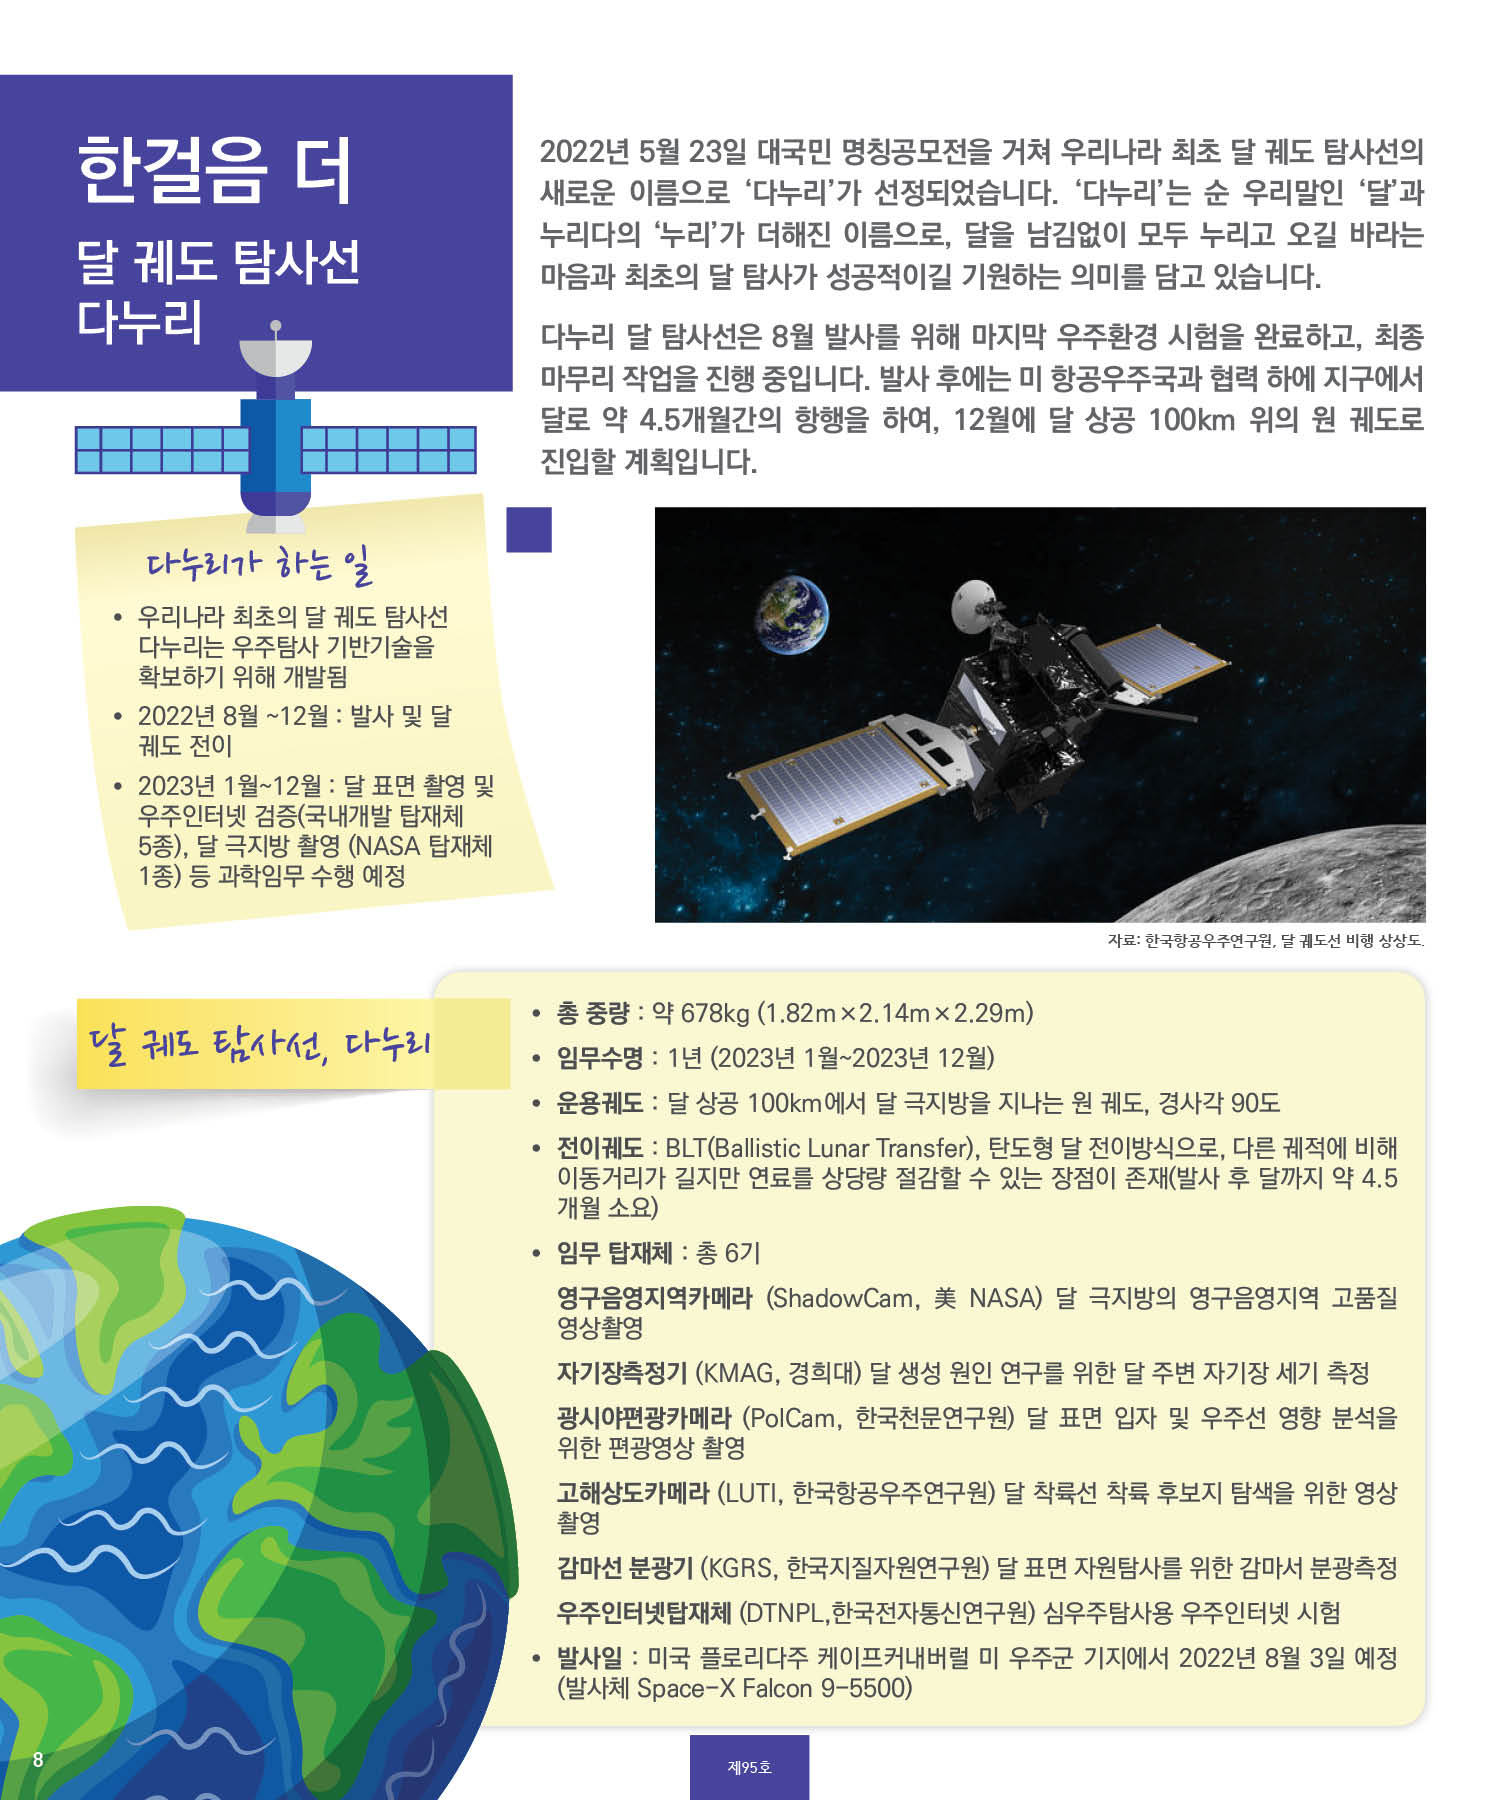 한걸음 더
달 궤도 탐사선
다누리
2022년 5월 23일 대국민 명칭공모전을 거쳐 우리나라 최초 달 궤도 탐사선의
새로운 이름으로 ‘다누리’가 선정되었습니다. ‘다누리’는 순 우리말인 ‘달’과
누리다의 ‘누리’가 더해진 이름으로, 달을 남김없이 모두 누리고 오길 바라는
마음과 최초의 달 탐사가 성공적이길 기원하는 의미를 담고 있습니다.
다누리 달 탐사선은 8월 발사를 위해 마지막 우주환경 시험을 완료하고, 최종
마무리 작업을 진행 중입니다. 발사 후에는 미 항공우주국과 협력 하에 지구에서
달로 약 4.5개월간의 항행을 하여, 12월에 달 상공 100km 위의 원 궤도로
진입할 계획입니다.
다누리가 하는 일
• 우리나라 최초의 달 궤도 탐사선
다누리는 우주탐사 기반기술을
확보하기 위해 개발됨
• 2022년 8월 ~12월 : 발사 및 달
궤도 전이
• 2023년 1월~12월 : 달 표면 촬영 및
우주인터넷 검증(국내개발 탑재체
5종), 달 극지방 촬영 (NASA 탑재체
1종) 등 과학임무 수행 예정
자료: 한국항공우주연구원, 달 궤도선 비행 상상도.
달 궤도 탐사선, 다누리
• 총 중량 : 약 678kg (1.82m×2.14m×2.29m)
• 임무수명 : 1년 (2023년 1월~2023년 12월)
• 운용궤도 : 달 상공 100km에서 달 극지방을 지나는 원 궤도, 경사각 90도
• 전이궤도 : BLT(Ballistic Lunar Transfer), 탄도형 달 전이방식으로, 다른 궤적에 비해
이동거리가 길지만 연료를 상당량 절감할 수 있는 장점이 존재(발사 후 달까지 약 4.5
개월 소요)
• 임무 탑재체 : 총 6기
영구음영지역카메라 (ShadowCam, 美 NASA) 달 극지방의 영구음영지역 고품질
영상촬영
자기장측정기 (KMAG, 경희대) 달 생성 원인 연구를 위한 달 주변 자기장 세기 측정
광시야편광카메라 (PolCam, 한국천문연구원) 달 표면 입자 및 우주선 영향 분석을
위한 편광영상 촬영
고해상도카메라 (LUTI, 한국항공우주연구원) 달 착륙선 착륙 후보지 탐색을 위한 영상
촬영
감마선 분광기 (KGRS, 한국지질자원연구원) 달 표면 자원탐사를 위한 감마서 분광측정
우주인터넷탑재체 (DTNPL,한국전자통신연구원) 심우주탐사용 우주인터넷 시험
• 발사일 : 미국 플로리다주 케이프커내버럴 미 우주군 기지에서 2022년 8월 3일 예정
(발사체 Space-X Falcon 9-5500)
8
제95호